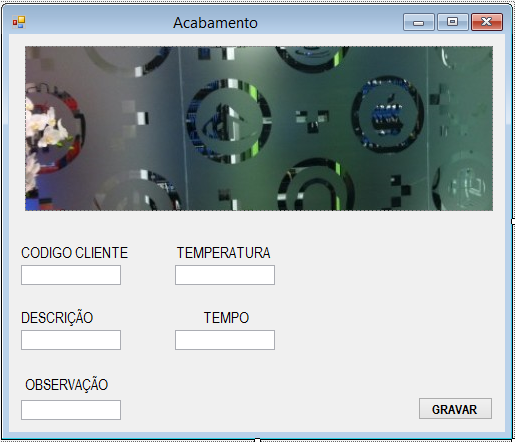 Acabamento
CODIGO CLIENTE TEMPERATURA
DESCRIÇÃO TEMPO
OBSERVAÇÃO
GRAVAR